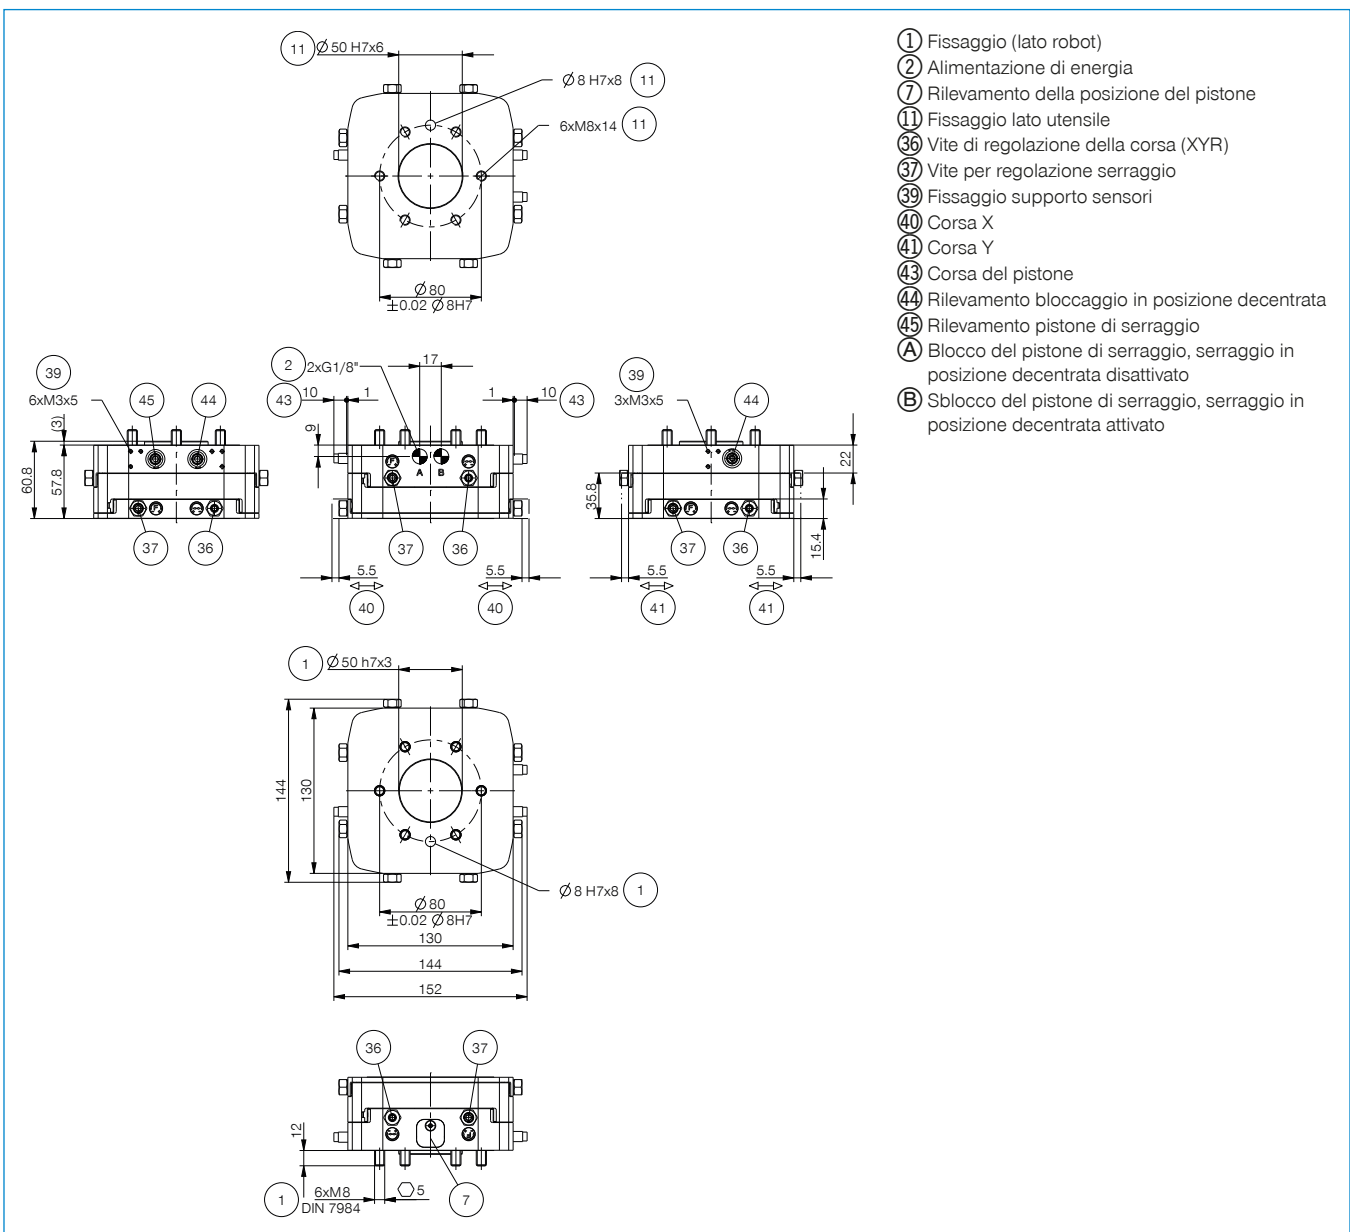 11 Ø 50 H7x6
Ø 8 H7x8 11
6xM8x14 11
Ø 80
±0.02 Ø 8H7
1 Fissaggio (lato robot)
2 Alimentazione di energia
7 Rilevamento della posizione del pistone
11 Fissaggio lato utensile
36 Vite di regolazione della corsa (XYR)
37 Vite per regolazione serraggio
39 Fissaggio supporto sensori
40 Corsa X
41 Corsa Y
43 Corsa del pistone
44 Rilevamento bloccaggio in posizione decentrata
45 Rilevamento pistone di serraggio
A Blocco del pistone di serraggio, serraggio in
posizione decentrata disattivato
B Sblocco del pistone di serraggio, serraggio in
posizione decentrata attivato
39
6xM3x5
45
44
(3)
60.8
57.8
37
36
2 2xG1/8"
17
43 10 1
1 10 43
9
A B
37
36
5.5
5.5
40
40
39
3xM3x5
44
22
35.8
15.4
37
36
5.5
5.5
41
41
1 Ø 50 h7x3
144
130
Ø 8 H7x8 1
Ø 80
±0.02 Ø 8H7
130
144
152
36
37
12
1 6xM8
DIN 7984
5
7